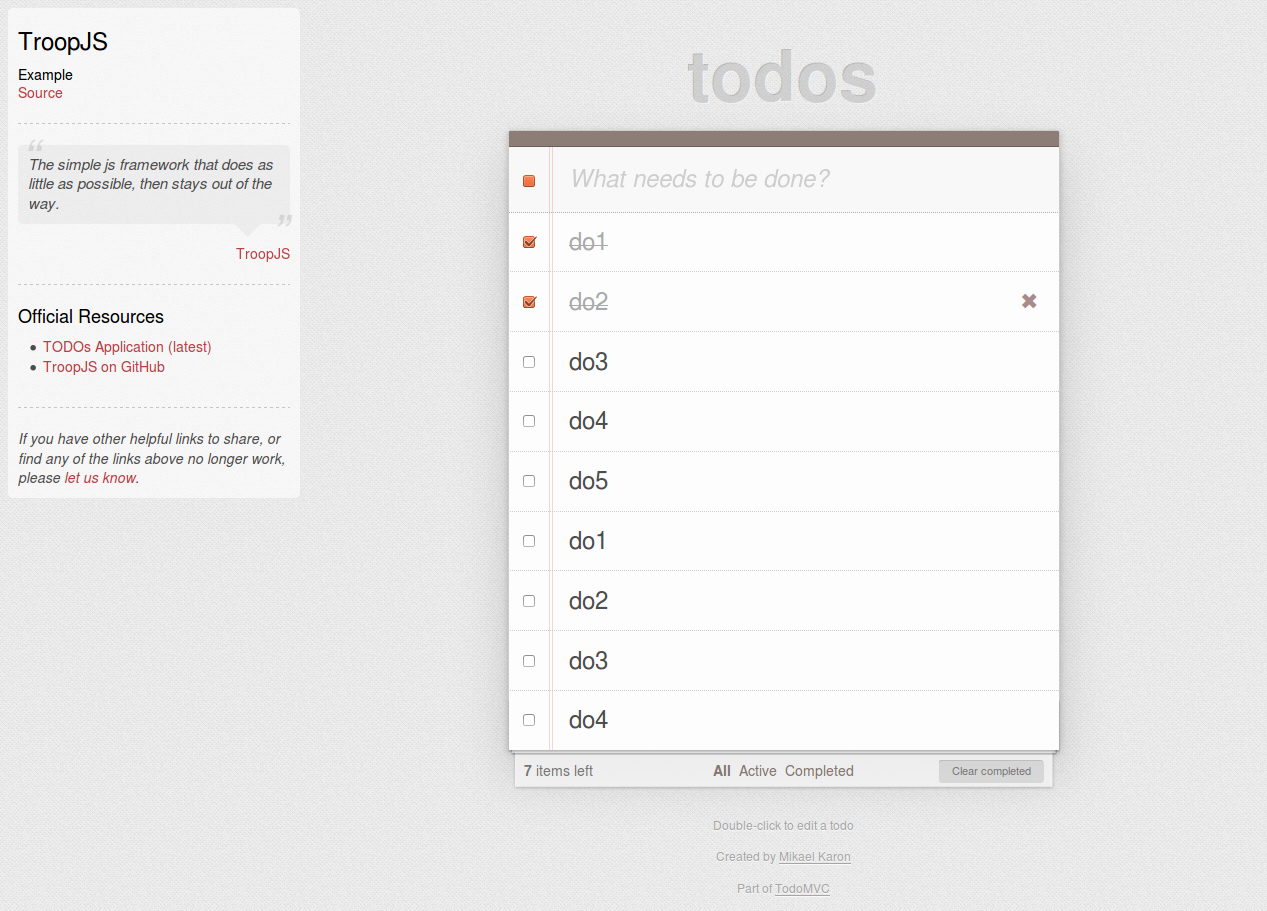 TroopJS
Example
Source
“
The simple js framework that does as
little as possible, then stays out of the
way.
”
TroopJS
Official Resources
• TODOs Application (latest)
• TroopJS on GitHub
If you have other helpful links to share, or
find any of the links above no longer work,
please let us know.
todos
What needs to be done?
do1
do2 ✖
do3
do4
do5
do1
do2
do3
do4
7 items left All Active Completed Clear completed
Double-click to edit a todo
Created by Mikael Karon
Part of TodoMVC